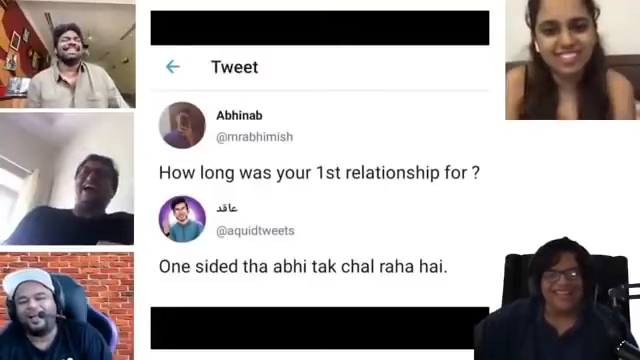 Tweet
Abhinab
@mrabhimish
How long was your 1st relationship for ?
عاقد
@aquidtweets
One sided tha abhi tak chal raha hai.